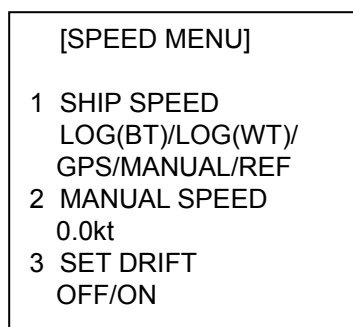 [SPEED MENU]
1 SHIP SPEED
LOG(BT)/LOG(WT)/
GPS/MANUAL/REF
2 MANUAL SPEED
0.0kt
3 SET DRIFT
OFF/ON